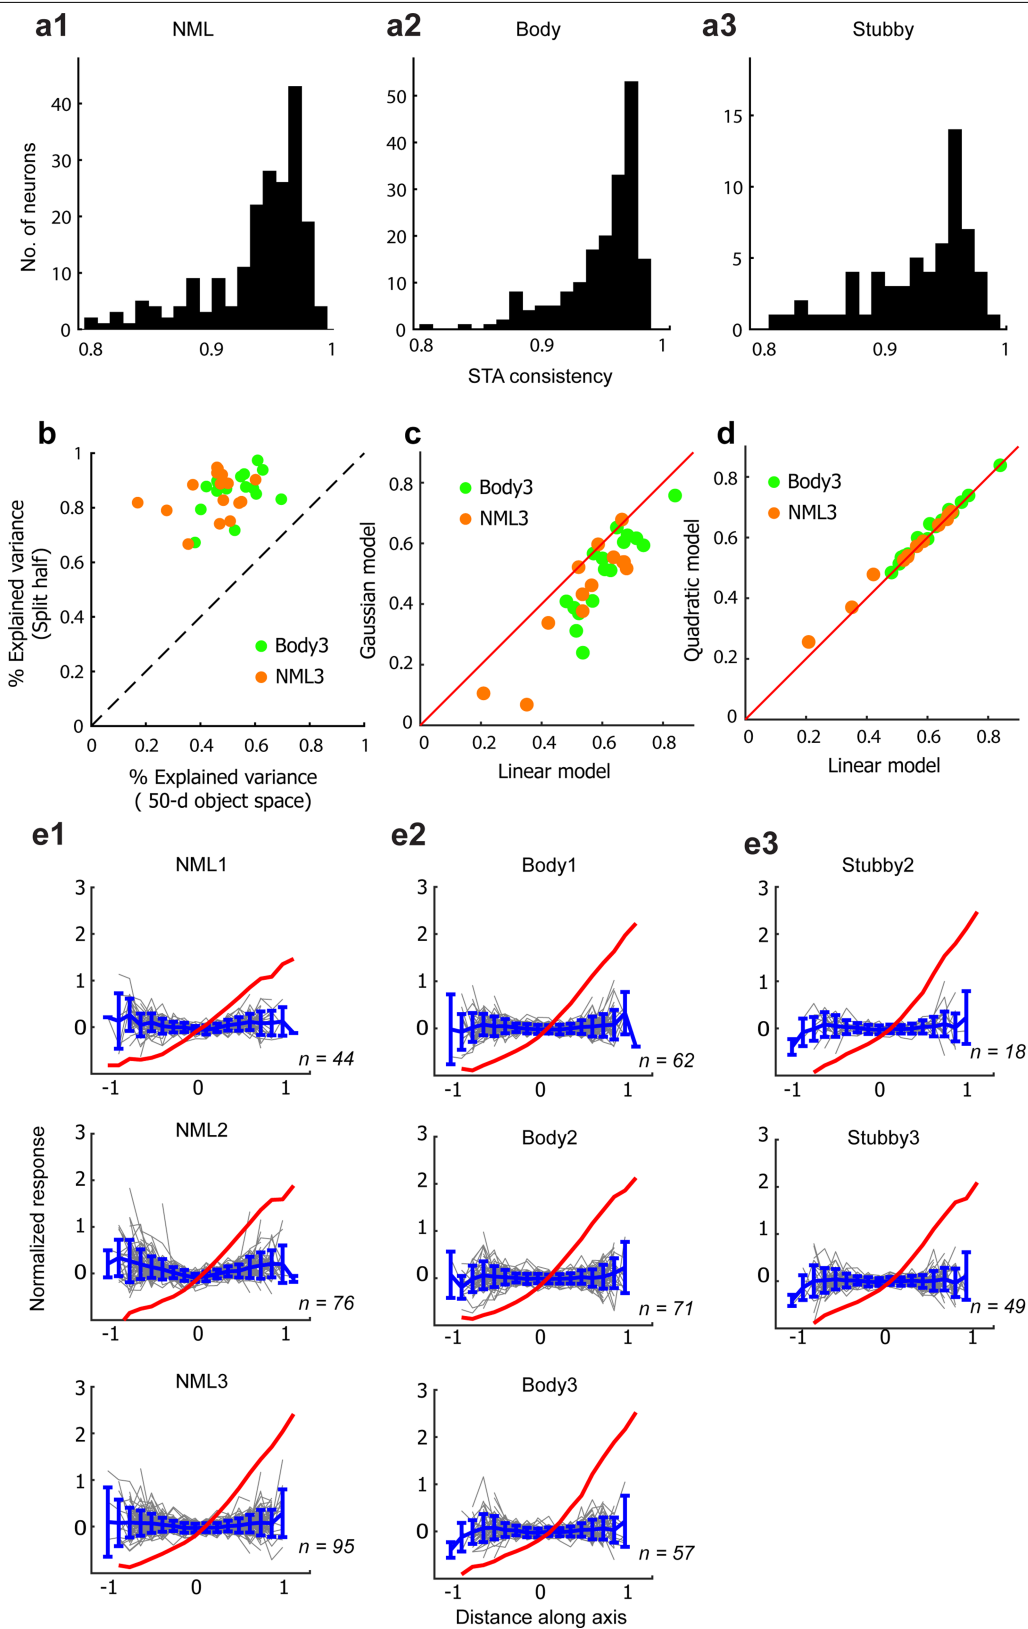 a1
NML
a2
Body
a3
Stubby
No. of neurons
40
30
20
10
0
0.8
0.9
1
50
40
30
20
10
0
0.8
0.9
1
15
10
5
0
0.8
0.9
1
STA consistency
b
% Explained variance
(Split half)
1
0.8
0.6
0.4
0.2
0
Body3
NML3
0
0.2
0.4
0.6
0.8
1
% Explained variance
( 50-d object space)
c
Gaussian model
0.8
0.6
0.4
0.2
0
Body3
NML3
0
0.2
0.4
0.6
0.8
Linear model
d
Quadratic model
0.8
0.6
0.4
0.2
0
Body3
NML3
0
0.2
0.4
0.6
0.8
Linear model
e1
NML1
3
2
1
0
n = 44
-1
0
1
e2
Body1
3
2
1
0
n = 62
-1
0
1
e3
Stubby2
3
2
1
0
n = 18
-1
0
1
Normalized response
NML2
3
2
1
0
n = 76
-1
0
1
Body2
3
2
1
0
n = 71
-1
0
1
Stubby3
3
2
1
0
n = 49
-1
0
1
NML3
3
2
1
0
n = 95
-1
0
1
Body3
3
2
1
0
n = 57
-1
0
1
Distance along axis